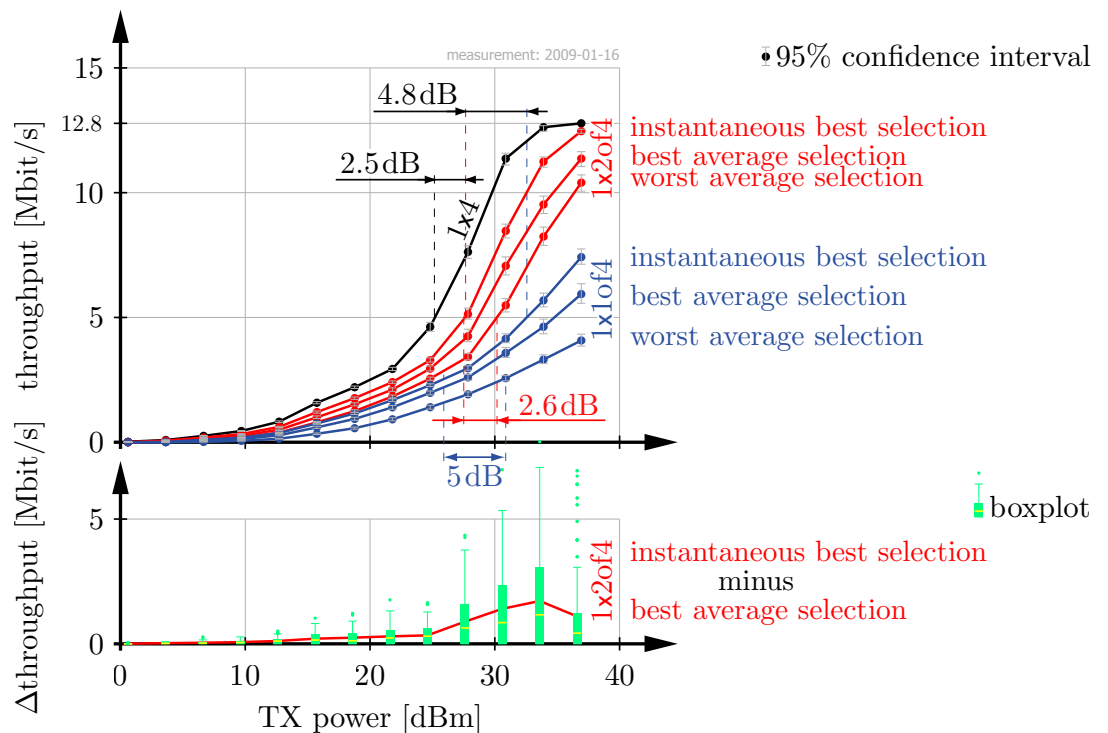 measurement: 2009-01-16
95% confidence interval
15
12.8
10
5
0
throughput [Mbit/s]
4.8dB
2.5dB
1x4
1x2of4
instantaneous best selection
best average selection
worst average selection
1x1of4
instantaneous best selection
best average selection
worst average selection
2.6dB
5dB
Δthroughput [Mbit/s]
5
0
boxplot
1x2of4
instantaneous best selection
minus
best average selection
0
10
20
30
40
TX power [dBm]